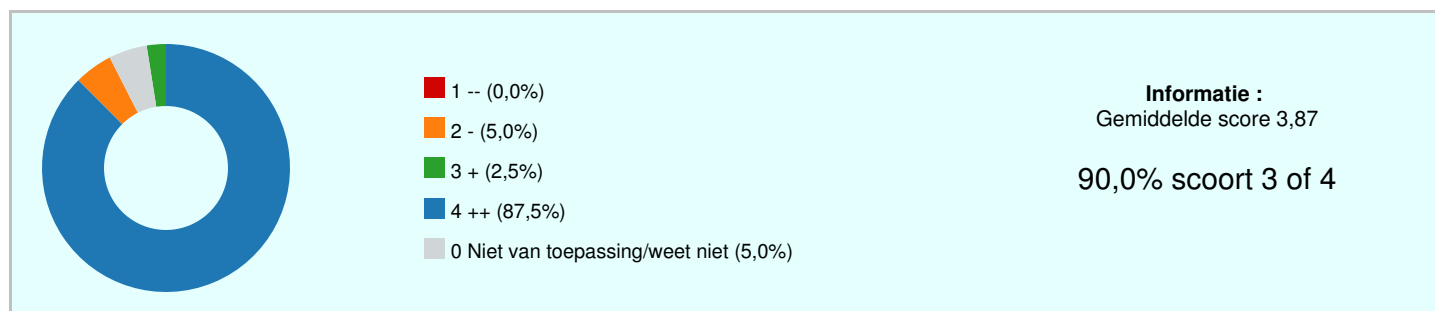 1 -- (0,0%)
2 - (5,0%)
3 + (2,5%)
4 ++ (87,5%)
0 Niet van toepassing/weet niet (5,0%)
Informatie :
Gemiddelde score 3,87
90,0% scoort 3 of 4